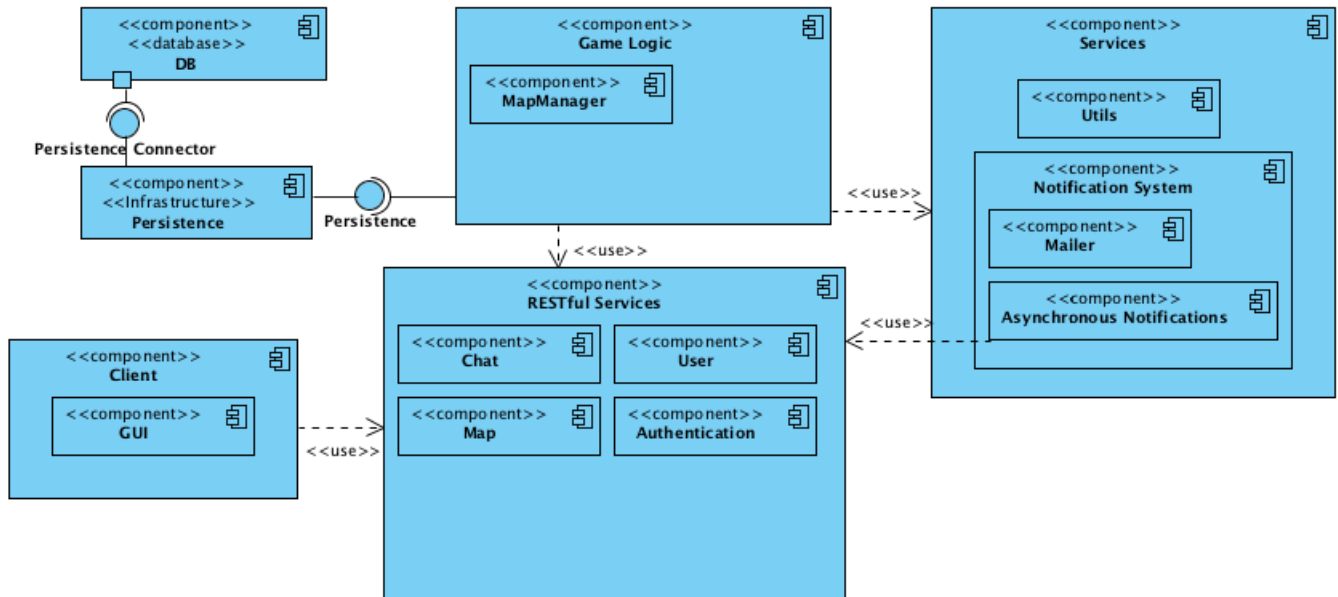 <<component>>
<<database>>
DB
Persistence Connector
<<component>>
<<Infrastructure>>
Persistence
Persistence
<<component>>
Game Logic
<<component>>
MapManager
<<use>>
<<use>>
<<component>>
Services
<<component>>
Utils
<<component>>
Notification System
<<component>>
Mailer
<<component>>
Asynchronous Notifications
<<use>>
<<component>>
RESTful Services
<<component>>
Chat
<<component>>
User
<<component>>
Map
<<component>>
Authentication
<<component>>
Client
<<component>>
GUI
<<use>>